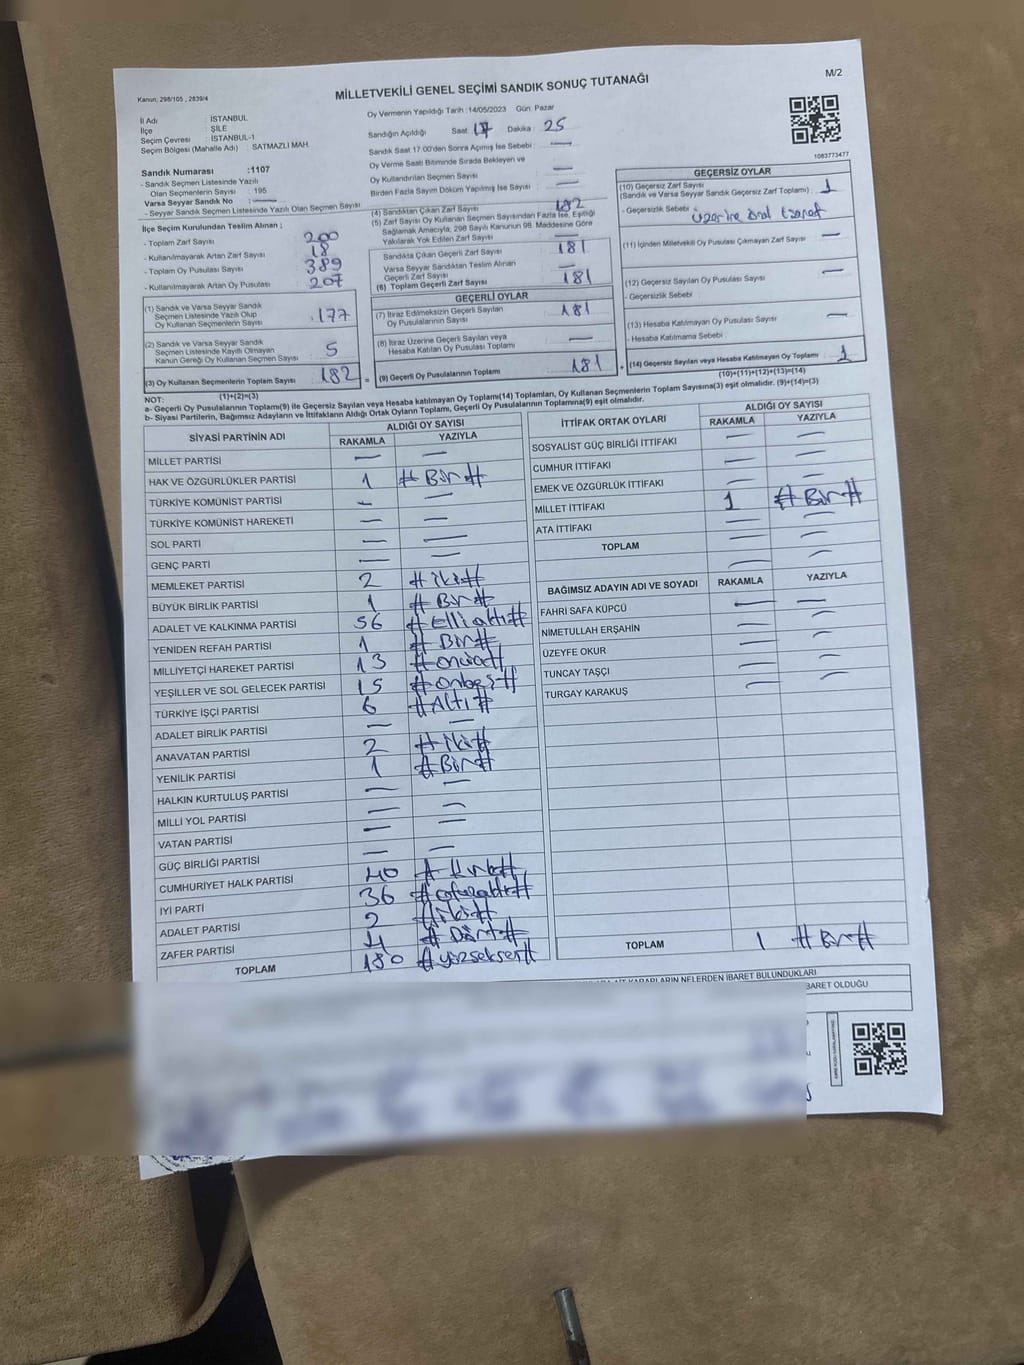 M/2
Kanun: 298/105 , 2839/4
MİLLETVEKİLİ GENEL SEÇİMİ SANDIK SONUÇ TUTANAĞI
İl Adı : İSTANBUL
İlçe : ŞİLE
Seçim Çevresi : İSTANBUL-1
Seçim Bölgesi (Mahalle Adı) : SATMAZLI MAH.
Oy Vermenin Yapıldığı Tarih : 14/05/2023 Gün: Pazar
Sandığın Açıldığı Saat 17 Dakika : 25
Sandık Saat 17:00'den Sonra Açımış İse Sebebi : —
Oy Verme Saati Bitiminde Sırada Bekleyen ve
Oy Kullandırılan Seçmen Sayısı —
Birden Fazla Sayım Döküm Yapılmış İse Sayısı : —
1083773477
Sandık Numarası :1107
- Sandık Seçmen Listesinde Yazılı
Olan Seçmenlerin Sayısı : 195
Varsa Seyyar Sandık No : —
- Seyyar Sandık Seçmen Listesinde Yazılı Olan Seçmen Sayısı
İlçe Seçim Kurulundan Teslim Alınan ;
- Toplam Zarf Sayısı : 200
- Kullanılmayarak Artan Zarf Sayısı : 18
- Toplam Oy Pusulası Sayısı : 389
- Kullanılmayarak Artan Oy Pusulası : 207
(1) Sandık ve Varsa Seyyar Sandık
Seçmen Listesinde Yazılı Olup
Oy Kullanan Seçmenlerin Sayısı : 177
(2) Sandık ve Varsa Seyyar Sandık
Seçmen Listesinde Kayıtlı Olmayan
Kanun Gereği Oy Kullanan Seçmen Sayısı : 5
(3) Oy Kullanan Seçmenlerin Toplam Sayısı : 182
(1)+(2)=(3)
(4) Sandıktan Çıkan Zarf Sayısı : 182
(5) Zarf Sayısı Oy Kullanan Seçmen Sayısından Fazla İse, Eşitliği
Sağlamak Amacıyla, 298 Sayılı Kanunun 98. Maddesine Göre
Yakılarak Yok Edilen Zarf Sayısı : —
Sandıkta Çıkan Geçerli Zarf Sayısı : 181
Varsa Seyyar Sandıktan Teslim Alınan
Geçerli Zarf Sayısı : —
(6) Toplam Geçerli Zarf Sayısı : 181
GEÇERLİ OYLAR
(7) İtiraz Edilmeksizin Geçerli Sayılan
Oy Pusulalarının Sayısı : 181
(8) İtiraz Üzerine Geçerli Sayılan veya
Hesaba Katılan Oy Pusulası Toplamı : —
= (9) Geçerli Oy Pusulalarının Toplamı : 181
GEÇERSİZ OYLAR
(10) Geçersiz Zarf Sayısı : 1
(Sandık ve Varsa Seyyar Sandık Geçersiz Zarf Toplamı)
- Geçersizlik Sebebi :
(11) İçinden Milletvekili Oy Pusulası Çıkmayan Zarf Sayısı : —
(12) Geçersiz Sayılan Oy Pusulası Sayısı : —
- Geçersizlik Sebebi
(13) Hesaba Katılmayan Oy Pusulası Sayısı : —
- Hesaba Katılmama Sebebi
+ (14) Geçersiz Sayılan veya Hesaba Katılmayan Oy Toplamı : 1
(10)+(11)+(12)+(13)=(14)
NOT:
a- Geçerli Oy Pusulalarının Toplamı(9) ile Geçersiz Sayılan veya Hesaba katılmayan Oy Toplamı(14) Toplamları, Oy Kullanan Seçmenlerin Toplam Sayısına(3) eşit olmalıdır. (9)+(14)=(3)
b- Siyasi Partilerin, Bağımsız Adayların ve İttifakların Aldığı Ortak Oyların Toplamı, Geçerli Oy Pusulalarının Toplamına(9) eşit olmalıdır.
SİYASİ PARTİNİN ADI ALDIĞI OY SAYISI
RAKAMLA YAZIYLA
MİLLET PARTİSİ — —
HAK VE ÖZGÜRLÜKLER PARTİSİ 1 # Bir #
TÜRKİYE KOMÜNİST PARTİSİ — —
TÜRKİYE KOMÜNİST HAREKETİ — —
SOL PARTİ — —
GENÇ PARTİ — —
MEMLEKET PARTİSİ 2 # iki #
BÜYÜK BİRLİK PARTİSİ 1 # Bir #
ADALET VE KALKINMA PARTİSİ 56 # Elli altı #
YENİDEN REFAH PARTİSİ 1 # Bir #
MİLLİYETÇİ HAREKET PARTİSİ 13 # onüç #
YEŞİLLER VE SOL GELECEK PARTİSİ 15 # onbeş #
TÜRKİYE İŞÇİ PARTİSİ 6 # Altı #
ADALET BİRLİK PARTİSİ — —
ANAVATAN PARTİSİ 2 # iki #
YENİLİK PARTİSİ 1 # Bir #
HALKIN KURTULUŞ PARTİSİ — —
MİLLİ YOL PARTİSİ — —
VATAN PARTİSİ — —
GÜÇ BİRLİĞİ PARTİSİ — —
CUMHURİYET HALK PARTİSİ 40 # Kırk #
İYİ PARTİ 36 # otuzaltı #
ADALET PARTİSİ 2 # iki #
ZAFER PARTİSİ 4 # Dört #
TOPLAM 180 # yüzseksen #
İTTİFAK ORTAK OYLARI ALDIĞI OY SAYISI
RAKAMLA YAZIYLA
SOSYALİST GÜÇ BİRLİĞİ İTTİFAKI — —
CUMHUR İTTİFAKI — —
EMEK VE ÖZGÜRLÜK İTTİFAKI — —
MİLLET İTTİFAKI 1 # Bir #
ATA İTTİFAKI — —
TOPLAM — —
BAĞIMSIZ ADAYIN ADI VE SOYADI RAKAMLA YAZIYLA
FAHRİ SAFA KÜPCÜ — —
NİMETULLAH ERŞAHİN — —
ÜZEYFE OKUR — —
TUNCAY TAŞÇI — —
TURGAY KARAKUŞ — —
TOPLAM 1 # Bir #
KARARLARIN NELERDEN İBARET BULUNDUKLARI
BARET OLDUĞU